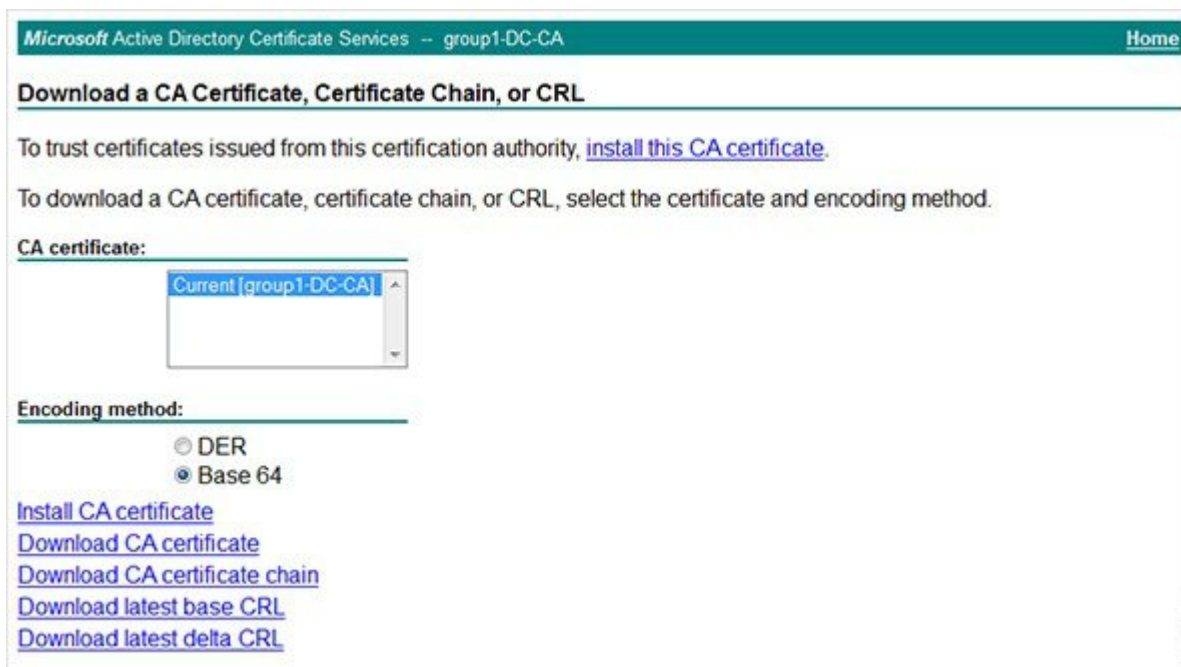 Microsoft Active Directory Certificate Services -- group1-DC-CA Home
Download a CA Certificate, Certificate Chain, or CRL
To trust certificates issued from this certification authority, install this CA certificate.
To download a CA certificate, certificate chain, or CRL, select the certificate and encoding method.
CA certificate:
Current [group1-DC-CA]
Encoding method:
DER
Base 64
Install CA certificate
Download CA certificate
Download CA certificate chain
Download latest base CRL
Download latest delta CRL